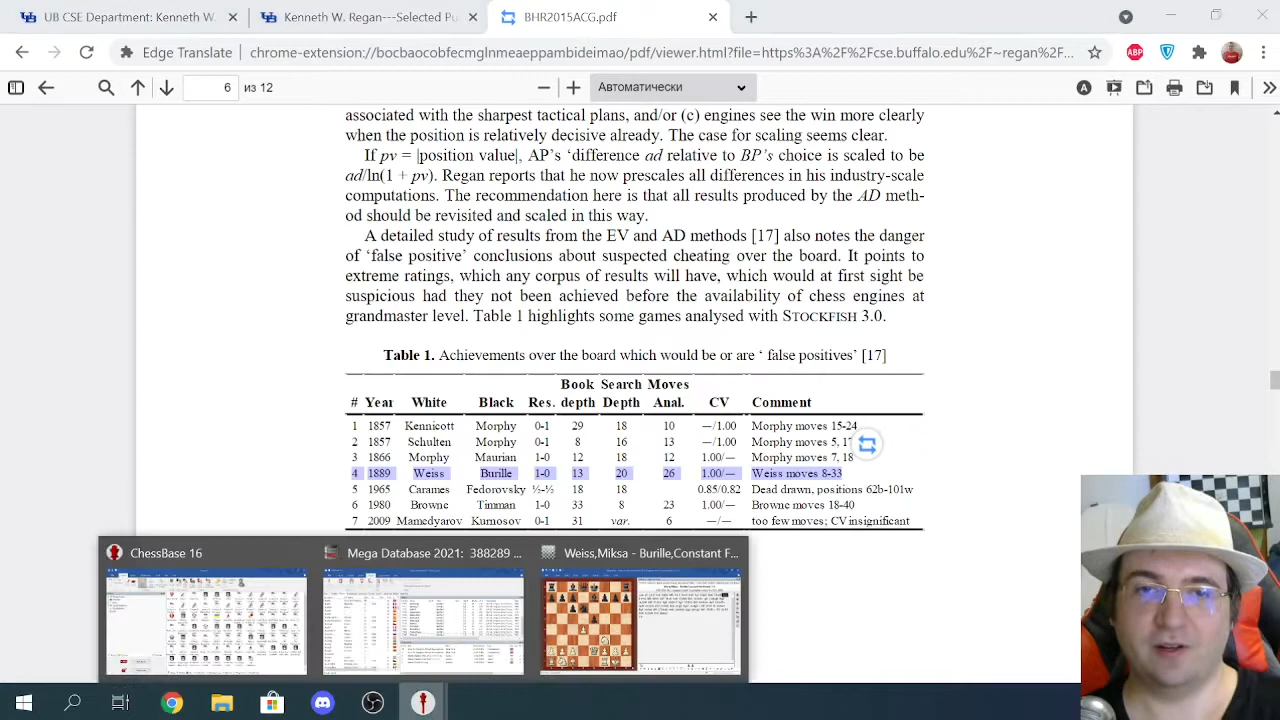 UB CSE Department: Kenneth W.
Kenneth W. Regan---Selected Pu
BHR2015ACG.pdf
Edge Translate
chrome-extension://bocbaocobfecmglnmeaeppambideimao/pdf/viewer.html?file=https%3A%2F%2Fcse.buffalo.edu%2F~regan%2F...
ABP
6 из 12
Автоматически
associated with the sharpest tactical plans, and/or (c) engines see the win more clearly
when the position is relatively decisive already. The case for scaling seems clear.
If pv = |position value|, AP's 'difference ad relative to BP's choice is scaled to be
ad/ln(1 + pv). Regan reports that he now prescales all differences in his industry-scale
computations. The recommendation here is that all results produced by the AD meth-
od should be revisited and scaled in this way.
A detailed study of results from the EV and AD methods [17] also notes the danger
of 'false positive' conclusions about suspected cheating over the board. It points to
extreme ratings, which any corpus of results will have, which would at first sight be
suspicious had they not been achieved before the availability of chess engines at
grandmaster level. Table 1 highlights some games analysed with STOCKFISH 3.0.
Table 1. Achievements over the board which would be or are ' false positives' [17]
Book Search Moves
# Year White Black Res. depth Depth Anal. CV Comment
1 1857 Kennicott Morphy 0-1 29 18 10 —/1.00 Morphy moves 15-24
2 1857 Schulten Morphy 0-1 8 16 13 —/1.00 Morphy moves 5, 17
3 1866 Morphy Maurian 1-0 12 18 12 1.00/— Morphy moves 7, 18
4 1889 Weiss Burille 1-0 13 20 26 1.00/— Weiss moves 8-33
5 1965 Carames Fedorovsky ½-½ 18 18 0.85/0.82 Dead drawn, positions 62b-101w
6 1980 Browne Timman 1-0 33 8 23 1.00/— Browne moves 18-40
7 2009 Mamedyarov Kumosov 0-1 31 var. 6 —/— too few moves; CV insignificant
ChessBase 16
Mega Database 2021: 388289 ...
Weiss,Miksa - Burille,Constant F...